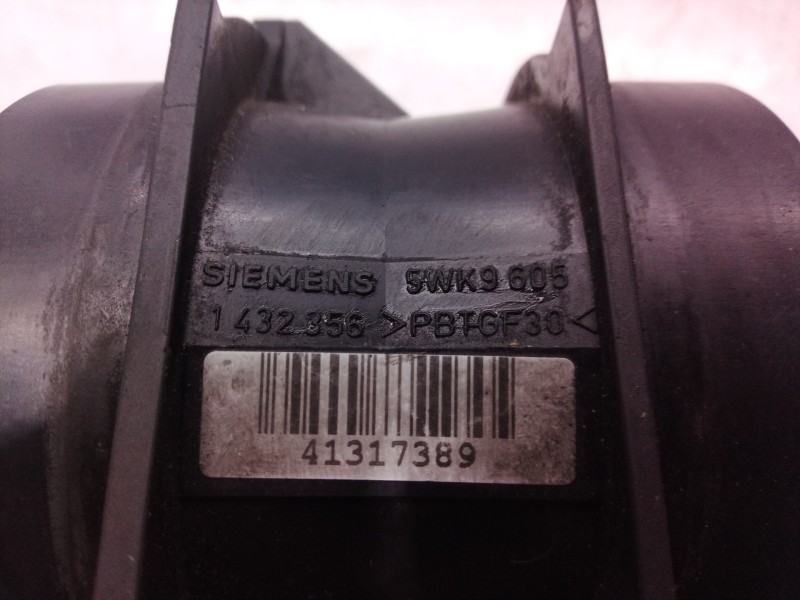 SIEMENS 5WK9 605
1 432 356 >PBTGF30<
41317389